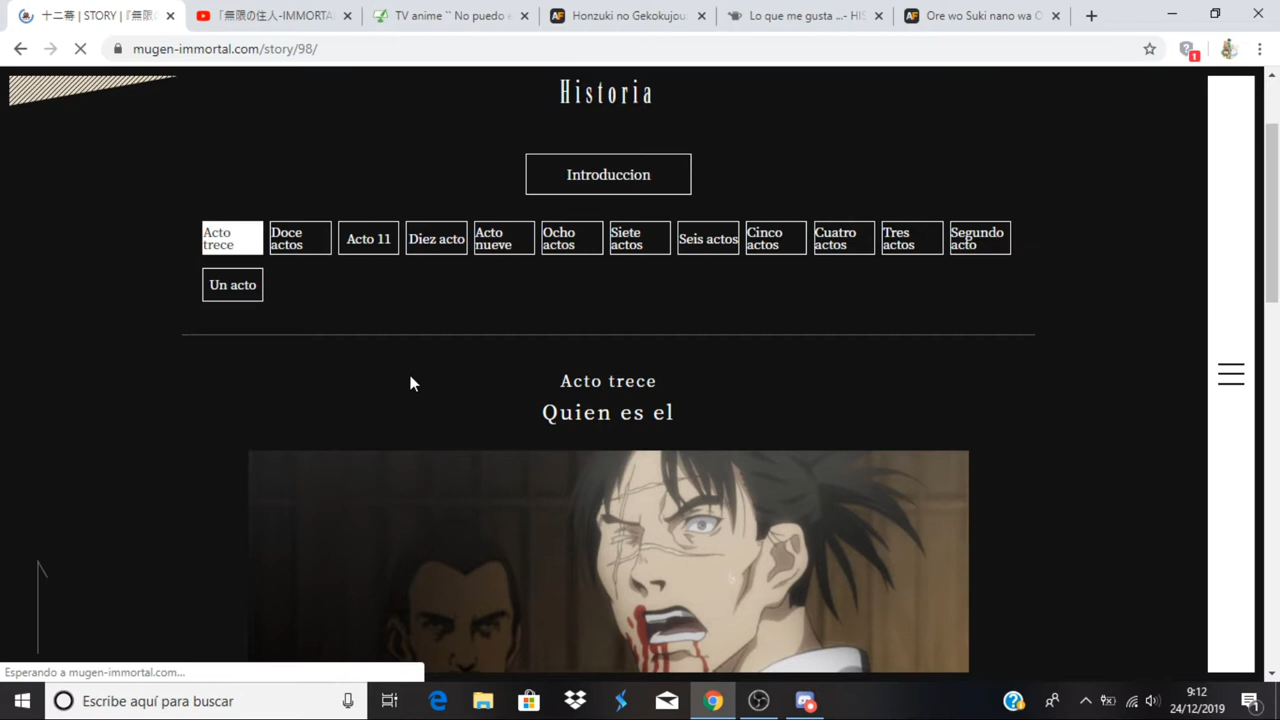 十二幕 | STORY | 『無限の
『無限の住人-IMMORTA
TV anime `` No puedo e
Honzuki no Gekokujou
Lo que me gusta ...- HIS
Ore wo Suki nano wa O
mugen-immortal.com/story/98/
1
Historia
Introduccion
Acto trece
Doce actos
Acto 11
Diez acto
Acto nueve
Ocho actos
Siete actos
Seis actos
Cinco actos
Cuatro actos
Tres actos
Segundo acto
Un acto
Acto trece
Quien es el
Esperando a mugen-immortal.com...
Escribe aquí para buscar
9:12
24/12/2019
1